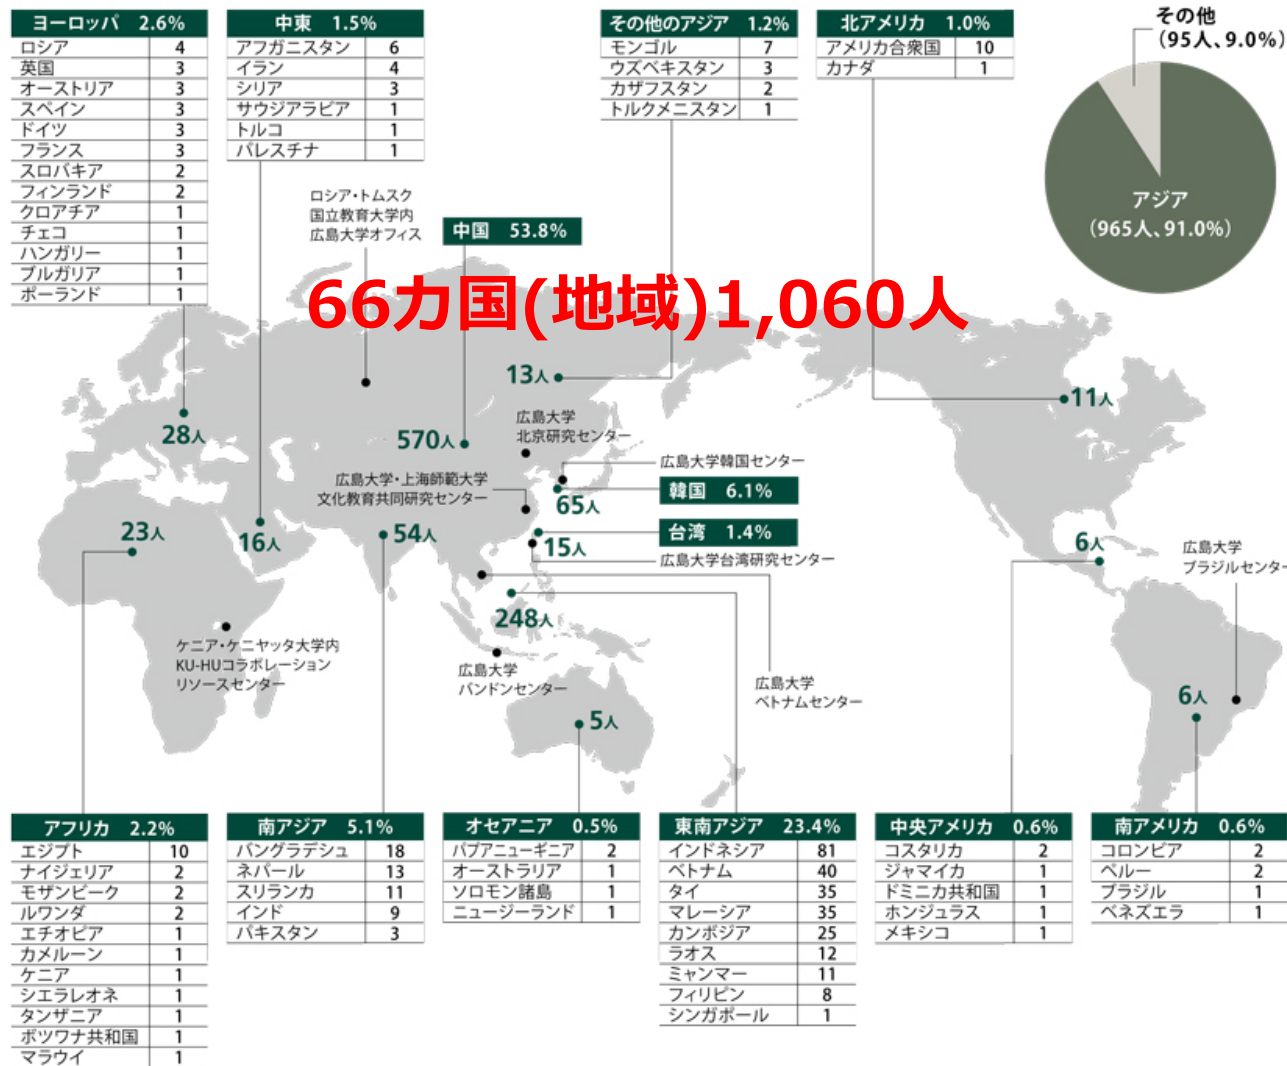 ヨーロッパ 2.6%
ロシア 4
英国 3
オーストリア 3
スペイン 3
ドイツ 3
フランス 3
スロバキア 2
フィンランド 2
クロアチア 1
チェコ 1
ハンガリー 1
ブルガリア 1
ポーランド 1
中東 1.5%
アフガニスタン 6
イラン 4
シリア 3
サウジアラビア 1
トルコ 1
パレスチナ 1
その他のアジア 1.2%
モンゴル 7
ウズベキスタン 3
カザフスタン 2
トルクメニスタン 1
北アメリカ 1.0%
アメリカ合衆国 10
カナダ 1
その他
(95人、9.0%)
アジア
(965人、91.0%)
ロシア・トムスク
国立教育大学内
広島大学オフィス
中国 53.8%
66カ国(地域)1,060人
13人
11人
28人
570人
広島大学
北京研究センター
広島大学韓国センター
広島大学・上海師範大学
文化教育共同研究センター
韓国 6.1%
65人
23人
16人
54人
台湾 1.4%
15人
広島大学台湾研究センター
6人
広島大学
ブラジルセンター
248人
ケニア・ケニヤッタ大学内
KU-HUコラボレーション
リソースセンター
広島大学
バンドンセンター
広島大学
ベトナムセンター
5人
6人
アフリカ 2.2%
エジプト 10
ナイジェリア 2
モザンビーク 2
ルワンダ 2
エチオピア 1
カメルーン 1
ケニア 1
シエラレオネ 1
タンザニア 1
ボツワナ共和国 1
マラウイ 1
南アジア 5.1%
バングラデシュ 18
ネパール 13
スリランカ 11
インド 9
パキスタン 3
オセアニア 0.5%
パプアニューギニア 2
オーストラリア 1
ソロモン諸島 1
ニュージーランド 1
東南アジア 23.4%
インドネシア 81
ベトナム 40
タイ 35
マレーシア 35
カンボジア 25
ラオス 12
ミャンマー 11
フィリピン 8
シンガポール 1
中央アメリカ 0.6%
コスタリカ 2
ジャマイカ 1
ドミニカ共和国 1
ホンジュラス 1
メキシコ 1
南アメリカ 0.6%
コロンビア 2
ペルー 2
ブラジル 1
ベネズエラ 1